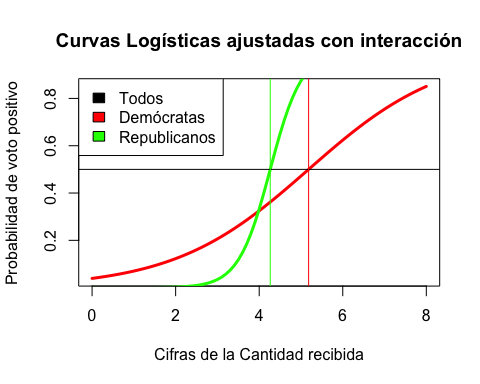 Curvas Logísticas ajustadas con interacción
Todos
Demócratas
Republicanos
Probabilidad de voto positivo
0.8
0.6
0.4
0.2
0 2 4 6 8
Cifras de la Cantidad recibida